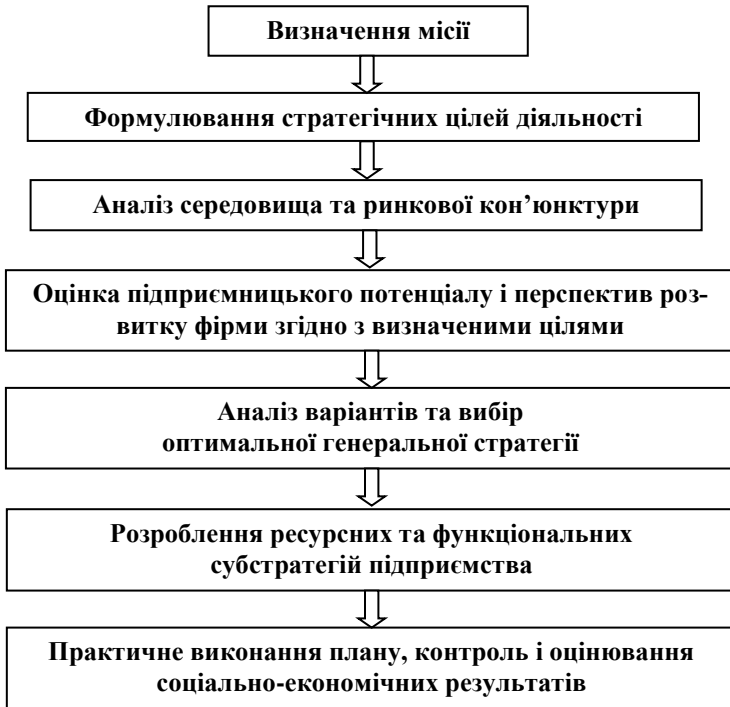 Визначення місії
Формулювання стратегічних цілей діяльності
Аналіз середовища та ринкової кон’юнктури
Оцінка підприємницького потенціалу і перспектив роз-
витку фірми згідно з визначеними цілями
Аналіз варіантів та вибір
оптимальної генеральної стратегії
Розроблення ресурсних та функціональних
субстратегій підприємства
Практичне виконання плану, контроль і оцінювання
соціально-економічних результатів